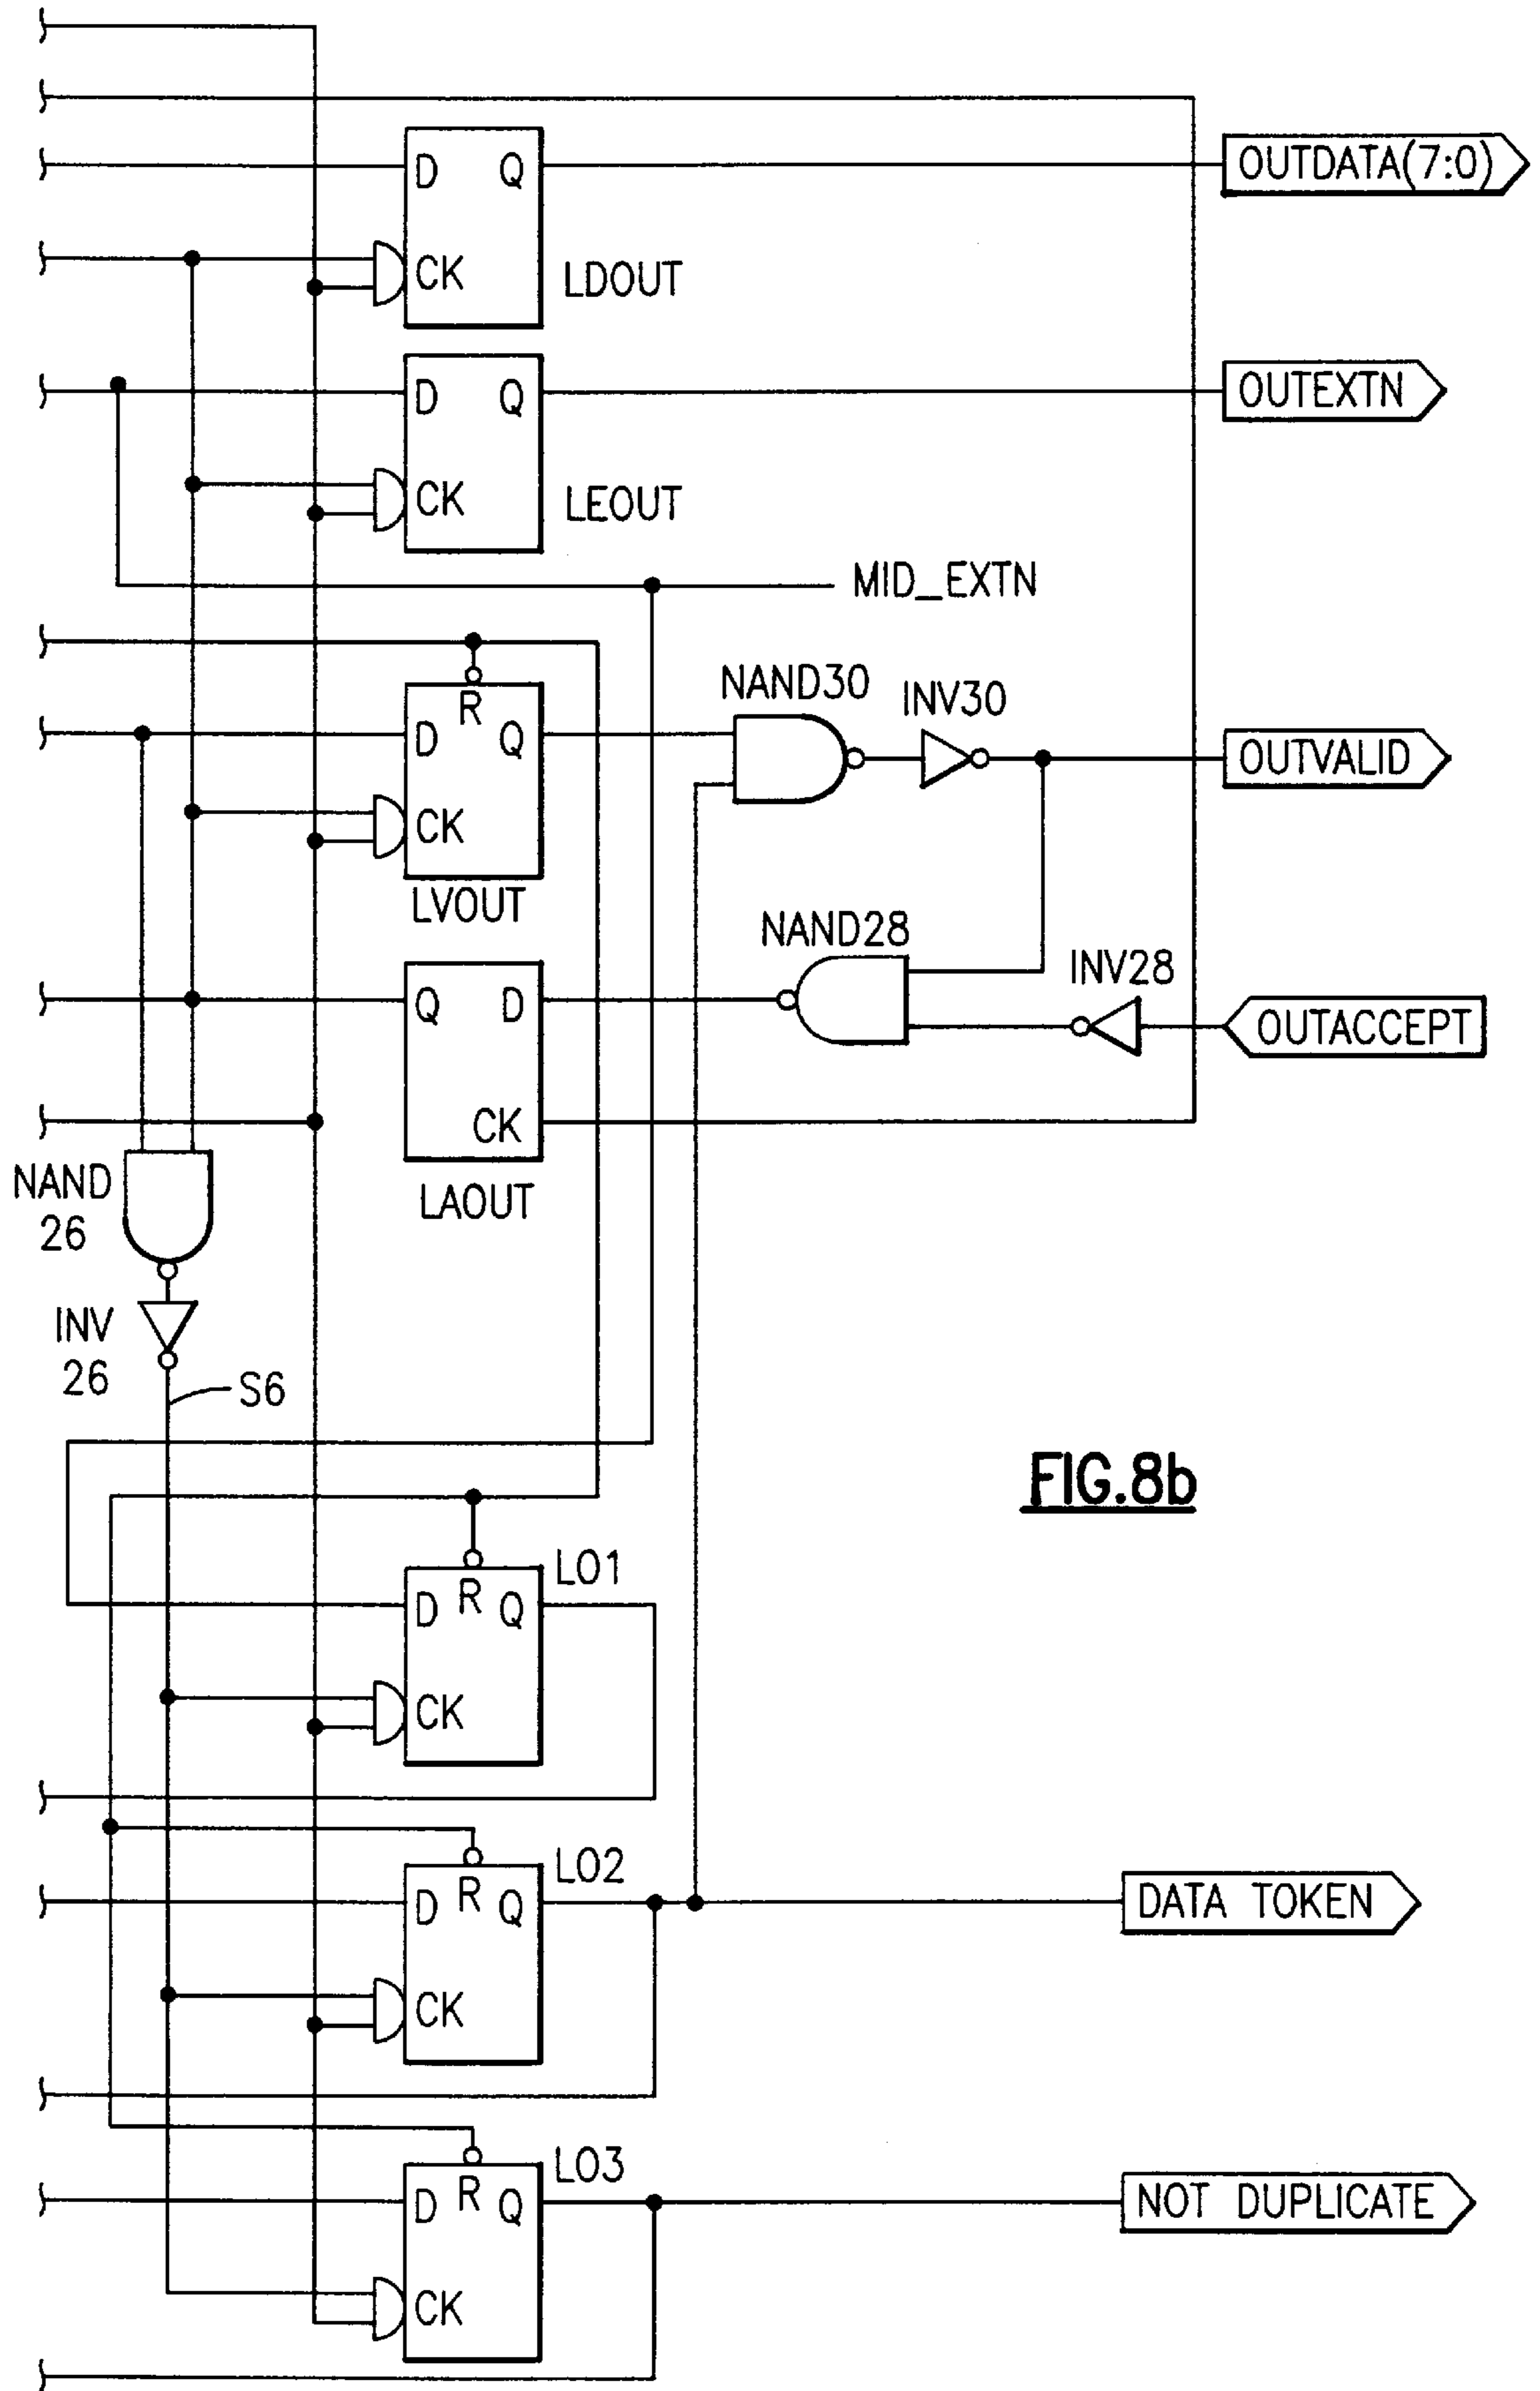 D Q
OUTDATA(7:0)
CK
LDOUT
D Q
OUTEXTN
CK
LEOUT
MID_EXTN
NAND30
INV30
R
D Q
OUTVALID
CK
LVOUT
NAND28
INV28
Q D
OUTACCEPT
CK
NAND
26
LAOUT
INV
26
S6
FIG.8b
LO1
D R Q
CK
LO2
D R Q
DATA TOKEN
CK
LO3
D R Q
NOT DUPLICATE
CK